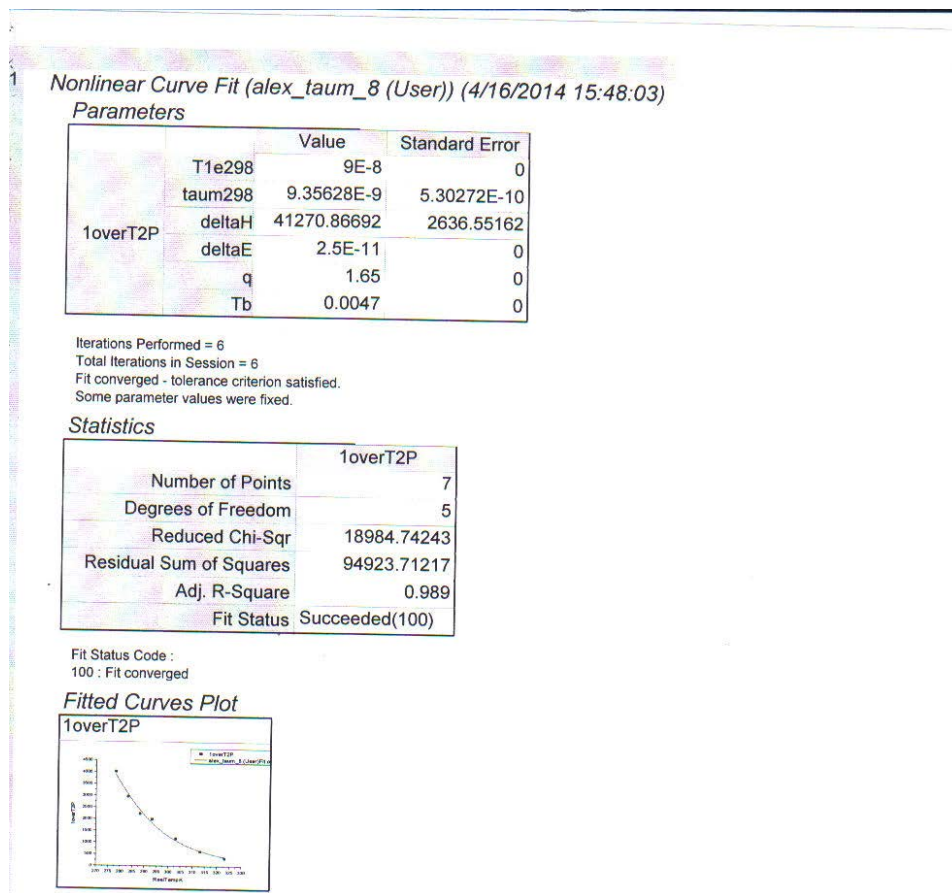 1
Nonlinear Curve Fit (alex_taum_8 (User)) (4/16/2014 15:48:03)
Parameters
Value Standard Error
1overT2P
T1e298 9E-8 0
taum298 9.35628E-9 5.30272E-10
deltaH 41270.86692 2636.55162
deltaE 2.5E-11 0
q 1.65 0
Tb 0.0047 0
Iterations Performed = 6
Total Iterations in Session = 6
Fit converged - tolerance criterion satisfied.
Some parameter values were fixed.
Statistics
1overT2P
Number of Points 7
Degrees of Freedom 5
Reduced Chi-Sqr 18984.74243
Residual Sum of Squares 94923.71217
Adj. R-Square 0.989
Fit Status Succeeded(100)
Fit Status Code :
100 : Fit converged
Fitted Curves Plot
1overT2P
1overT2P